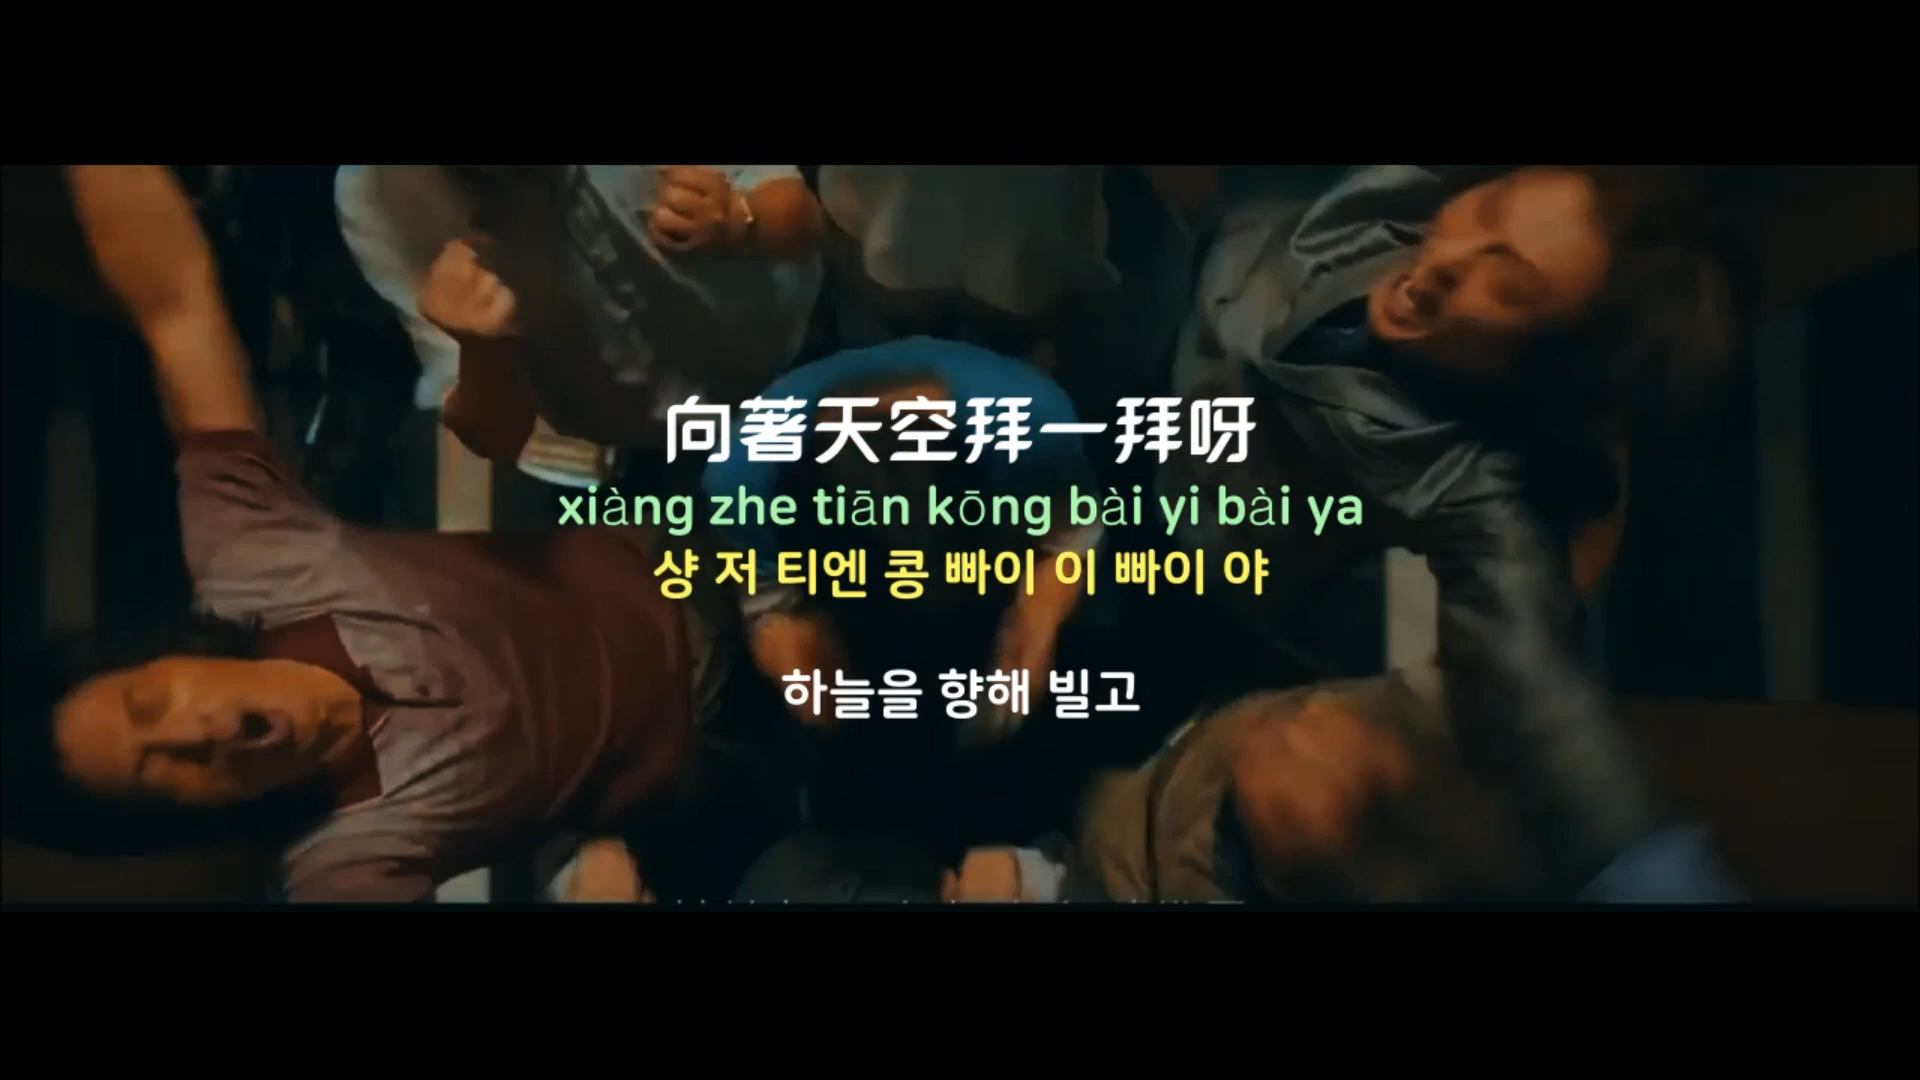 向著天空拜一拜呀
xiàng zhe tiān kōng bài yi bài ya
샹 저 티엔 콩 빠이 이 빠이 야
하늘을 향해 빌고